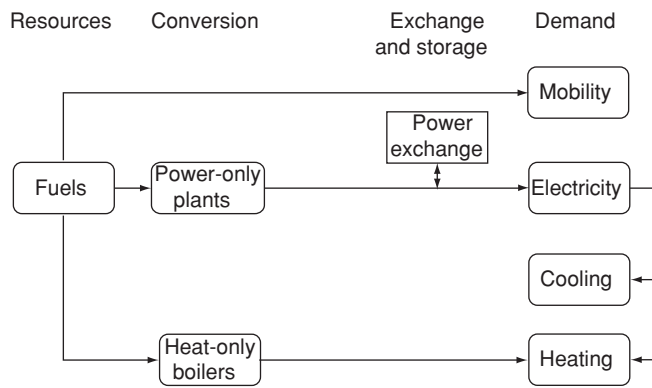 Resources
Conversion
Exchange
and storage
Demand
Mobility
Power
exchange
Fuels
Power-only
plants
Electricity
Cooling
Heat-only
boilers
Heating